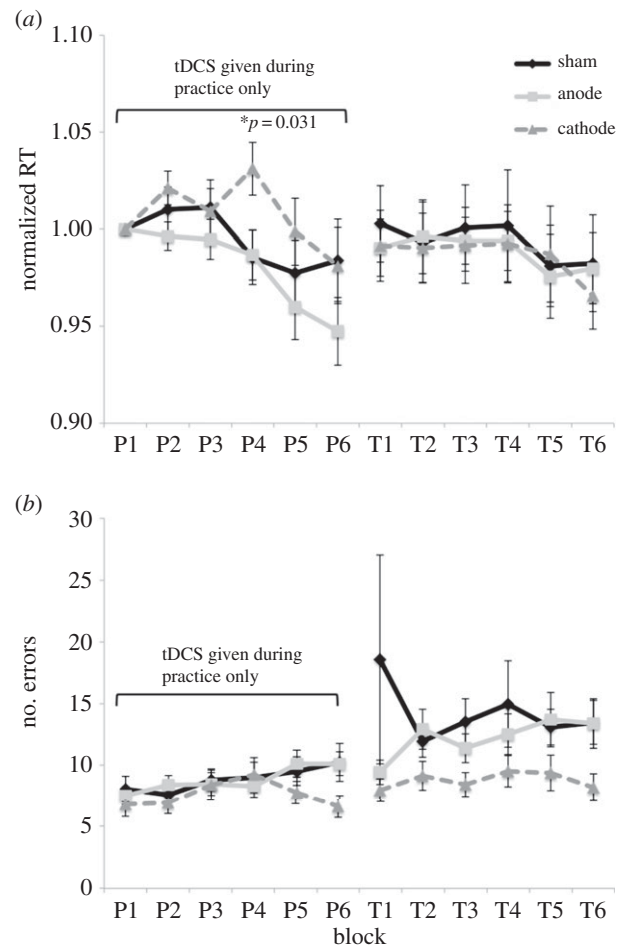 (a)
1.10
1.05
1.00
0.95
0.90
normalized RT
tDCS given during
practice only
*p = 0.031
sham
anode
cathode
P1 P2 P3 P4 P5 P6 T1 T2 T3 T4 T5 T6
(b)
30
25
20
15
10
5
0
no. errors
tDCS given during
practice only
P1 P2 P3 P4 P5 P6 T1 T2 T3 T4 T5 T6
block